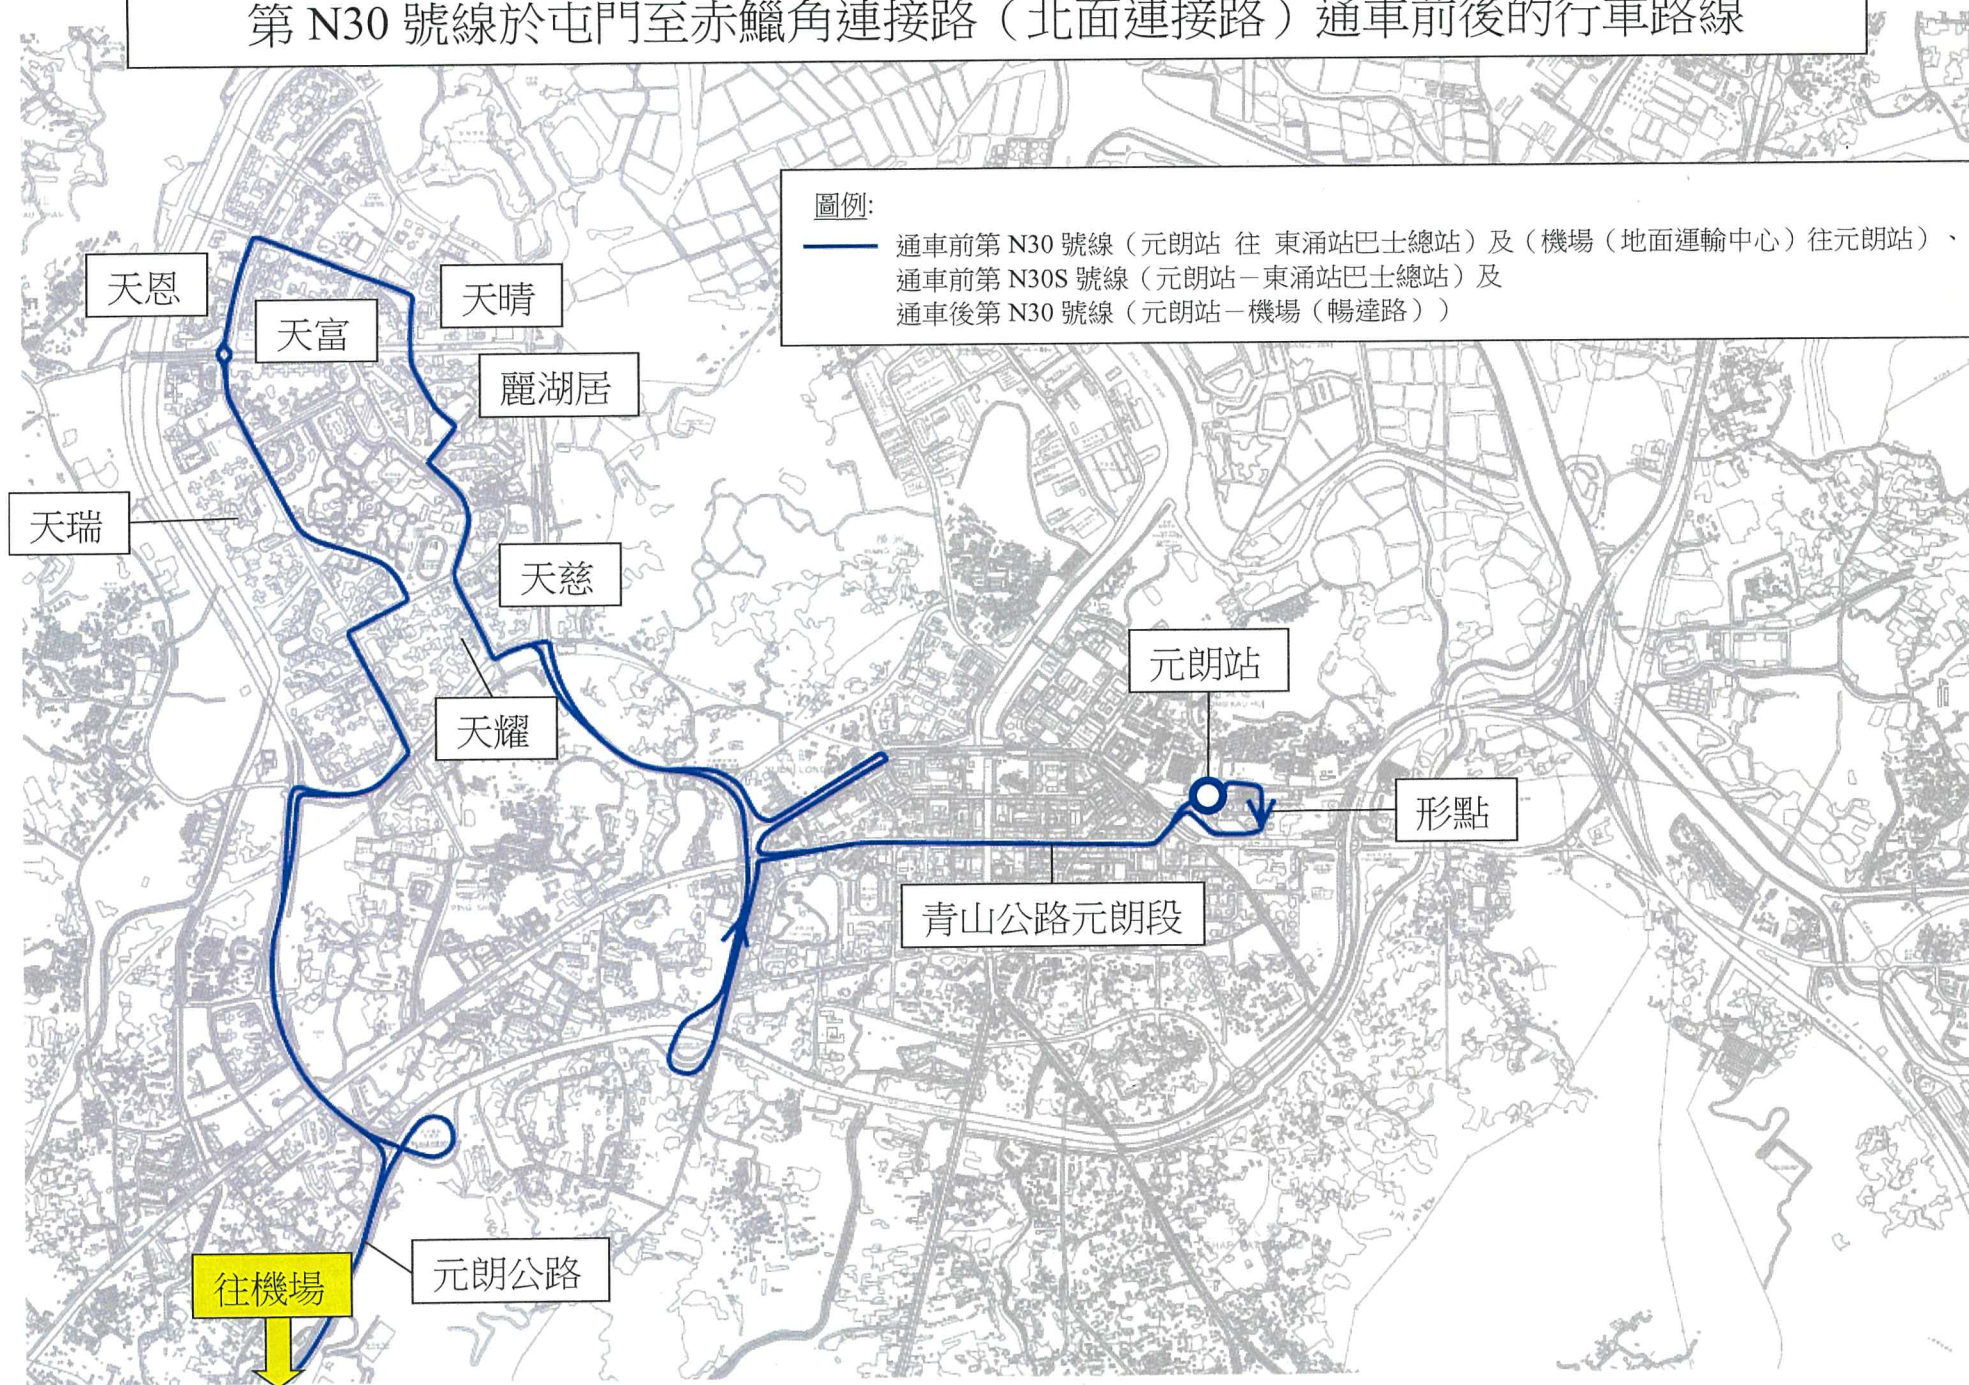 第 N30 號線於屯門至赤鱲角連接路（北面連接路）通車前後的行車路線
圖例:
通車前第 N30 號線（元朗站 往 東涌站巴士總站）及（機場（地面運輸中心）往元朗站）、
通車前第 N30S 號線（元朗站－東涌站巴士總站）及
通車後第 N30 號線（元朗站－機場（暢達路））
天恩
天晴
天富
麗湖居
天瑞
天慈
元朗站
天耀
形點
青山公路元朗段
元朗公路
往機場